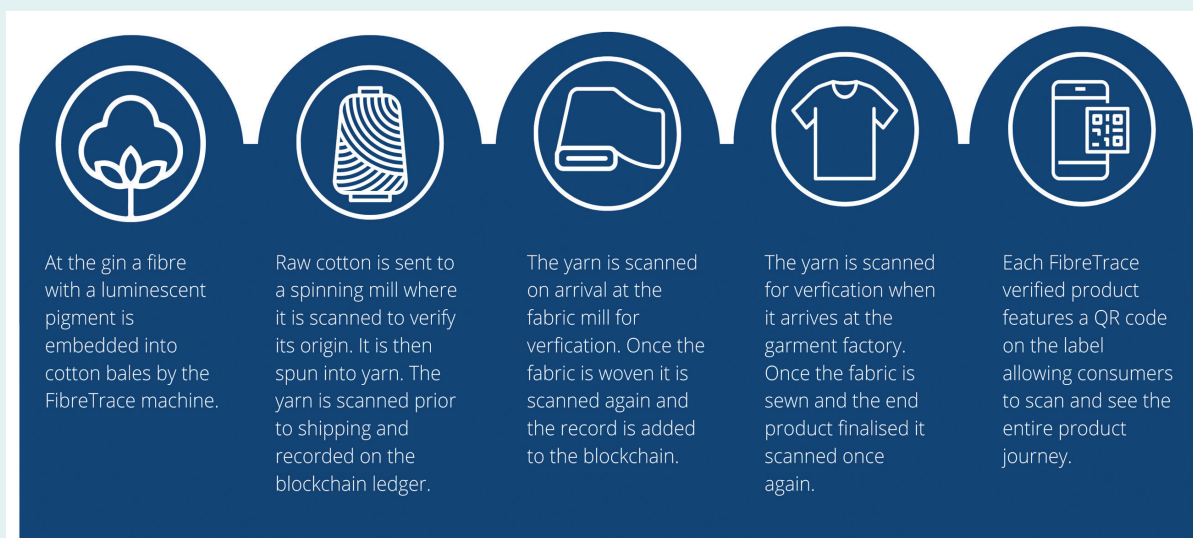 At the gin a fibre
with a luminescent
pigment is
embedded into
cotton bales by the
FibreTrace machine.
Raw cotton is sent to
a spinning mill where
it is scanned to verify
its origin. It is then
spun into yarn. The
yarn is scanned prior
to shipping and
recorded on the
blockchain ledger.
The yarn is scanned
on arrival at the
fabric mill for
verfication. Once the
fabric is woven it is
scanned again and
the record is added
to the blockchain.
The yarn is scanned
for verfication when
it arrives at the
garment factory.
Once the fabric is
sewn and the end
product finalised it
scanned once
again.
Each FibreTrace
verified product
features a QR code
on the label
allowing consumers
to scan and see the
entire product
journey.